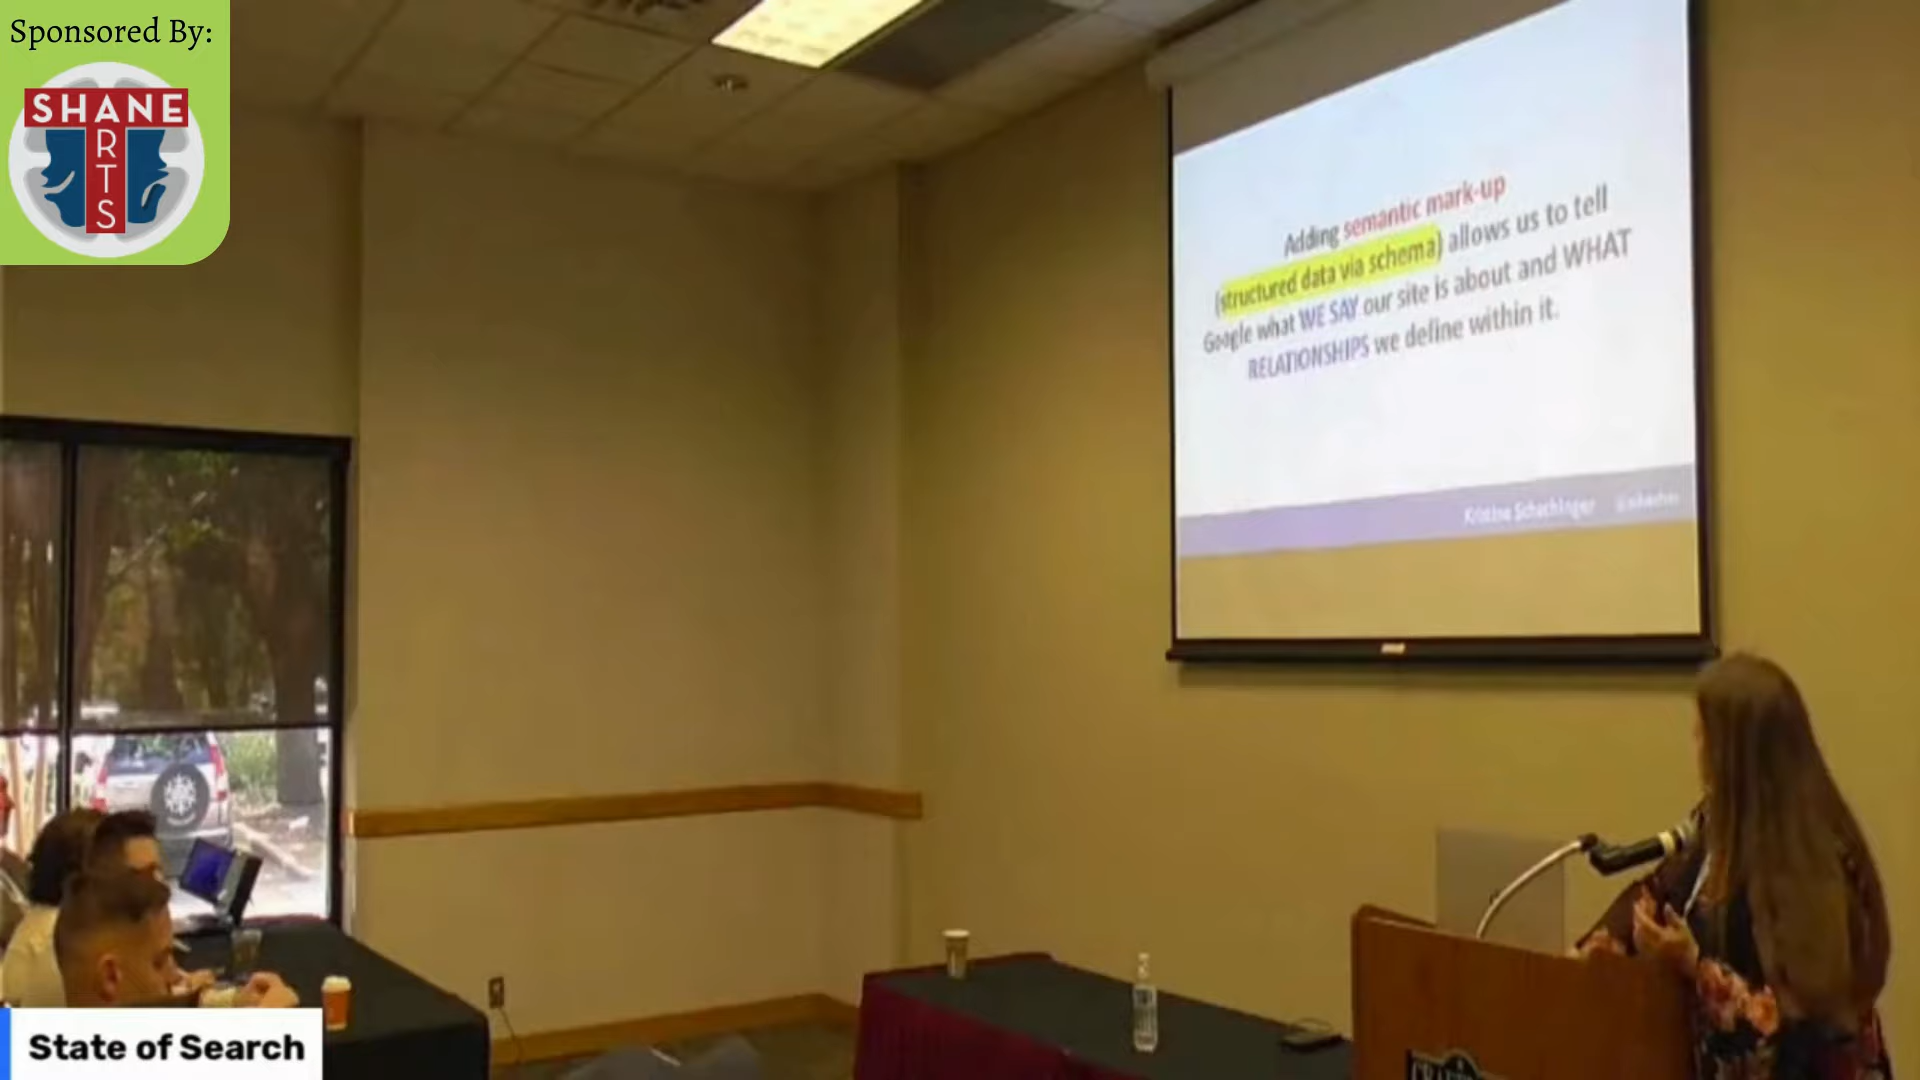 Sponsored By:
SHANE
ARTS
Adding semantic mark-up
(structured data via schema) allows us to tell
Google what WE SAY our site is about and WHAT
RELATIONSHIPS we define within it.
Kristine Schachinger
State of Search